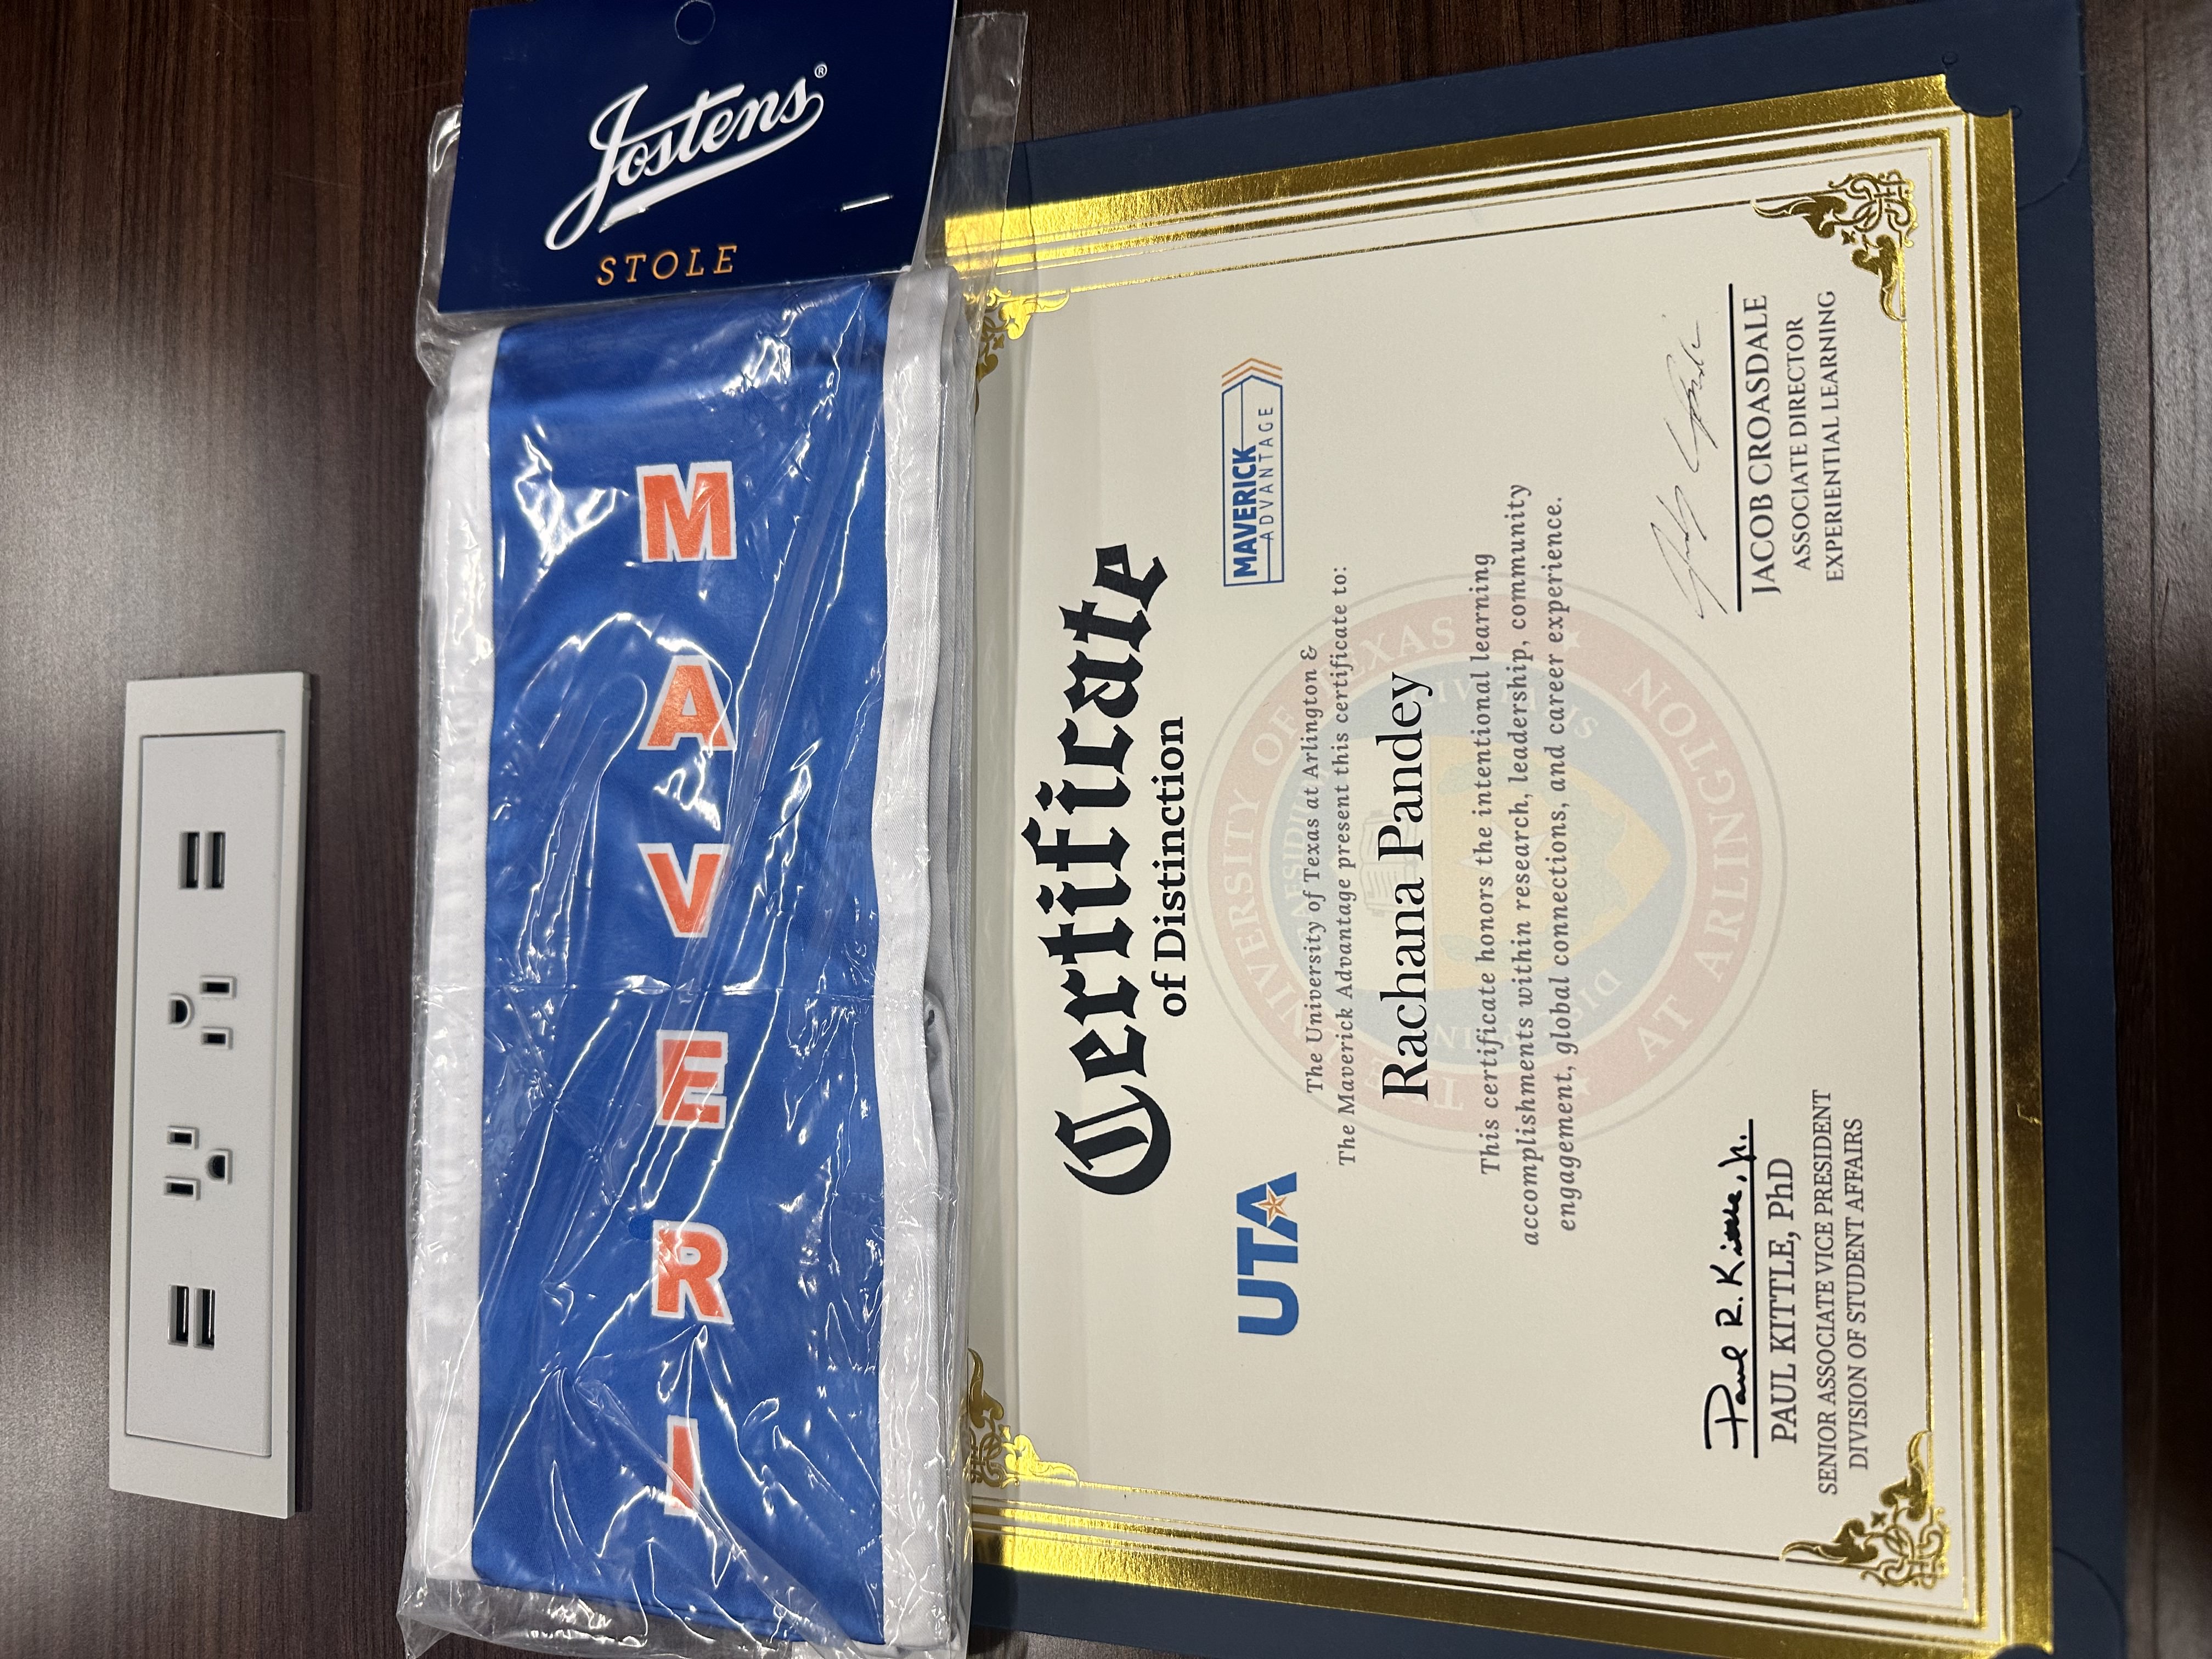 MAVERI
Jostens®
STOLE
Certificate
of Distinction
UTA
MAVERICK
ADVANTAGE
The University of Texas at Arlington &
The Maverick Advantage present this certificate to:
Rachana Pandey
This certificate honors the intentional learning
accomplishments within research, leadership, community
engagement, global connections, and career experience.
THE UNIVERSITY OF TEXAS
AT ARLINGTON
Paul R. Kittle, Jr.
PAUL KITTLE, PhD
SENIOR ASSOCIATE VICE PRESIDENT
DIVISION OF STUDENT AFFAIRS
JACOB CROASDALE
ASSOCIATE DIRECTOR
EXPERIENTIAL LEARNING